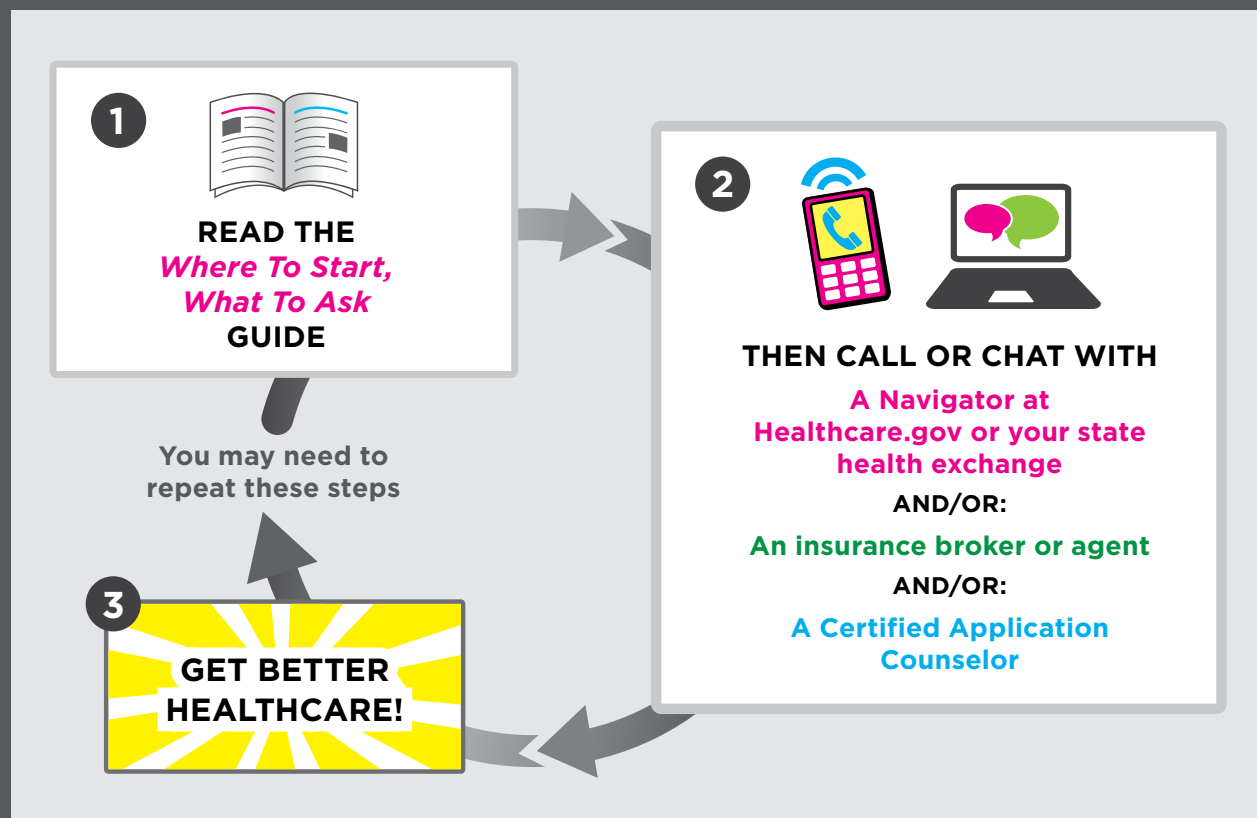 1
READ THE
Where To Start,
What To Ask
GUIDE
2
THEN CALL OR CHAT WITH
A Navigator at
Healthcare.gov or your state
health exchange
AND/OR:
An insurance broker or agent
AND/OR:
A Certified Application
Counselor
3
GET BETTER
HEALTHCARE!
You may need to
repeat these steps